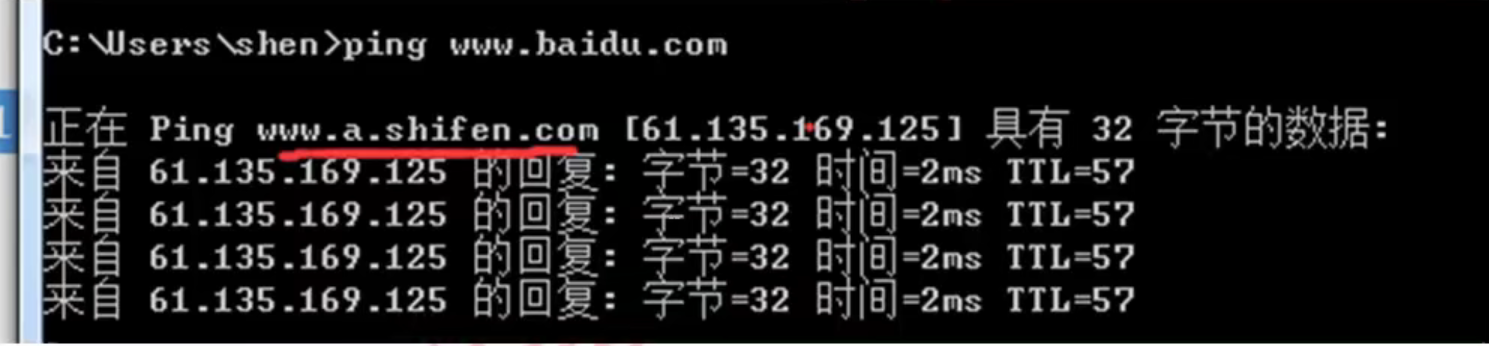 C:\Users\shen>ping www.baidu.com
正在 Ping www.a.shifen.com [61.135.169.125] 具有 32 字节的数据:
来自 61.135.169.125 的回复: 字节=32 时间=2ms TTL=57
来自 61.135.169.125 的回复: 字节=32 时间=2ms TTL=57
来自 61.135.169.125 的回复: 字节=32 时间=2ms TTL=57
来自 61.135.169.125 的回复: 字节=32 时间=2ms TTL=57